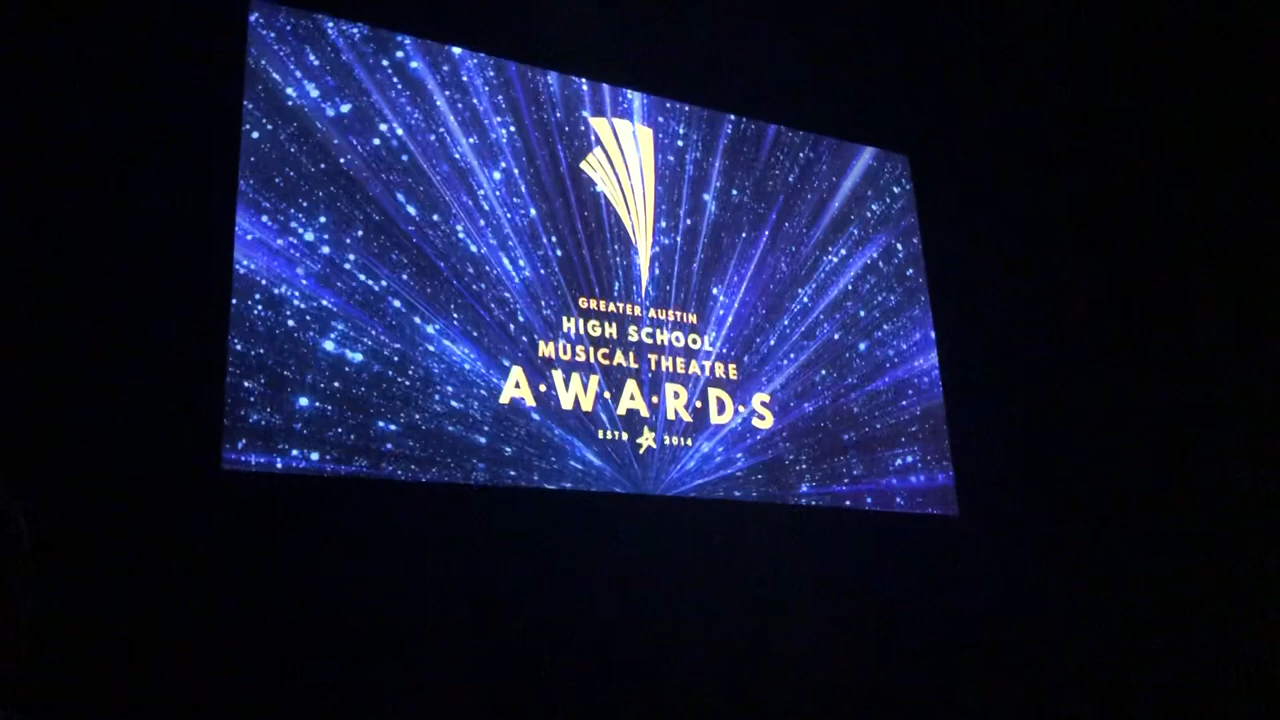 GREATER AUSTIN
HIGH SCHOOL
MUSICAL THEATRE
A·W·A·R·D·S
ESTD 2014